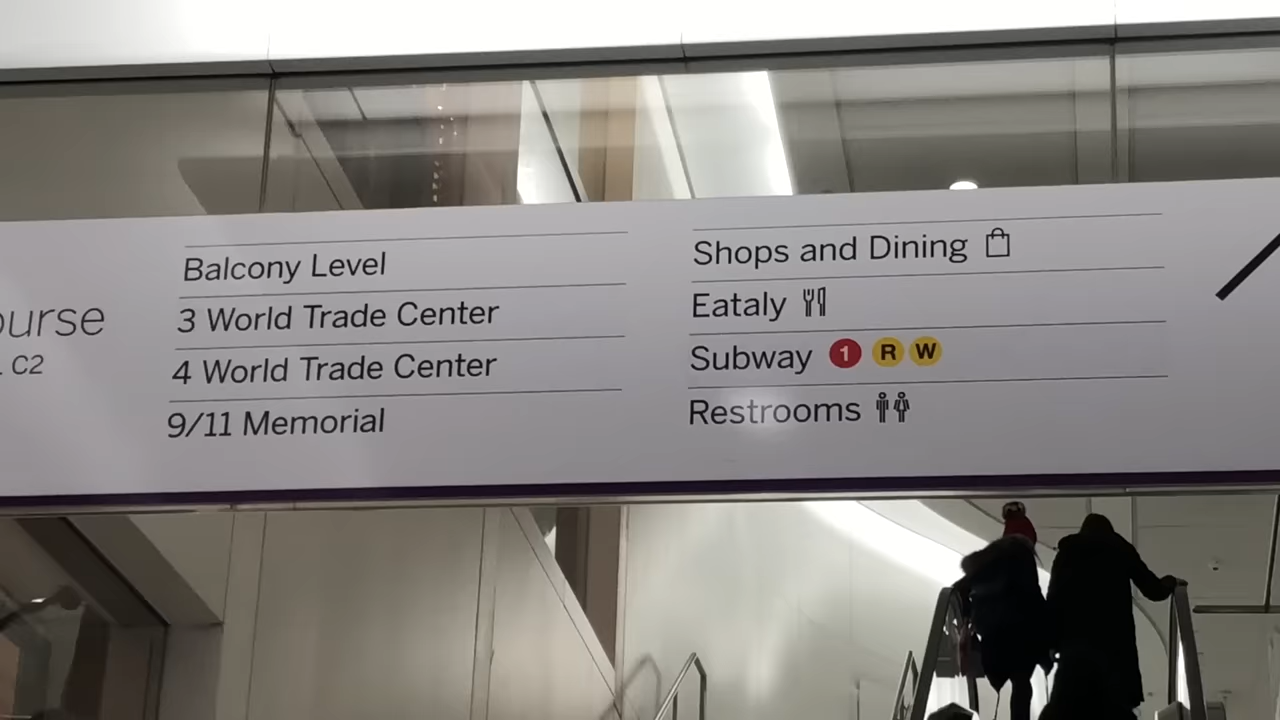 ourse
C2
Balcony Level
3 World Trade Center
4 World Trade Center
9/11 Memorial
Shops and Dining
Eataly
Subway 1 R W
Restrooms